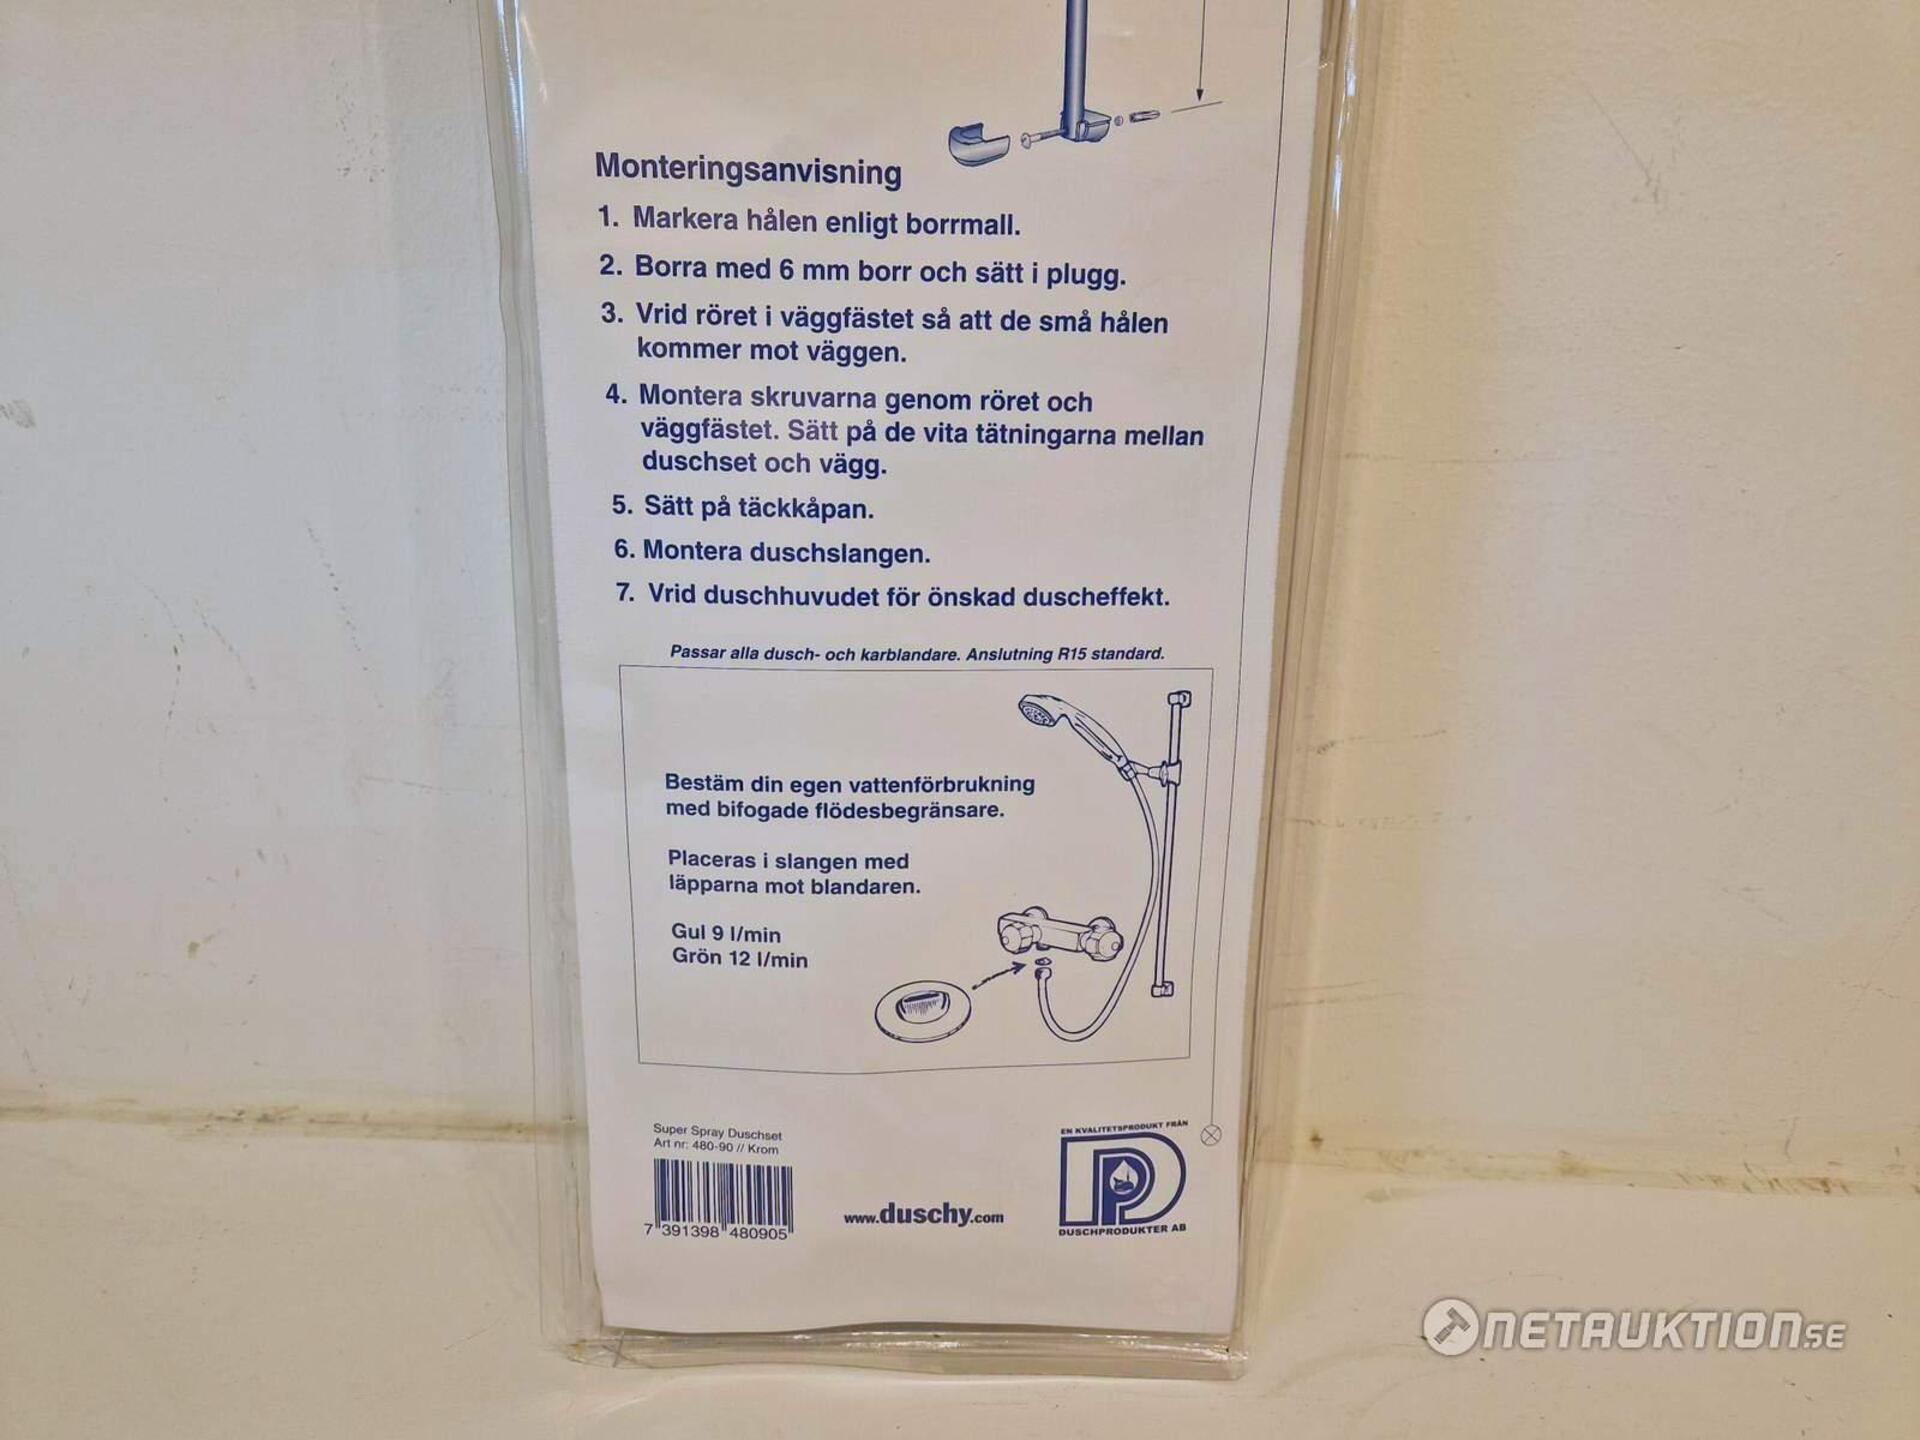 Monteringsanvisning
1. Markera hålen enligt borrmall.
2. Borra med 6 mm borr och sätt i plugg.
3. Vrid röret i väggfästet så att de små hålen
kommer mot väggen.
4. Montera skruvarna genom röret och
väggfästet. Sätt på de vita tätningarna mellan
duschset och vägg.
5. Sätt på täckkåpan.
6. Montera duschslangen.
7. Vrid duschhuvudet för önskad duscheffekt.
Passar alla dusch- och karblandare. Anslutning R15 standard.
Bestäm din egen vattenförbrukning
med bifogade flödesbegränsare.
Placeras i slangen med
läpparna mot blandaren.
Gul 9 l/min
Grön 12 l/min
Super Spray Duschset
Art nr: 480-90 // Krom
7 391398 480905
www.duschy.com
EN KVALITETSPRODUKT FRÅN
DP
DUSCHPRODUKTER AB
NETAUKTION.SE